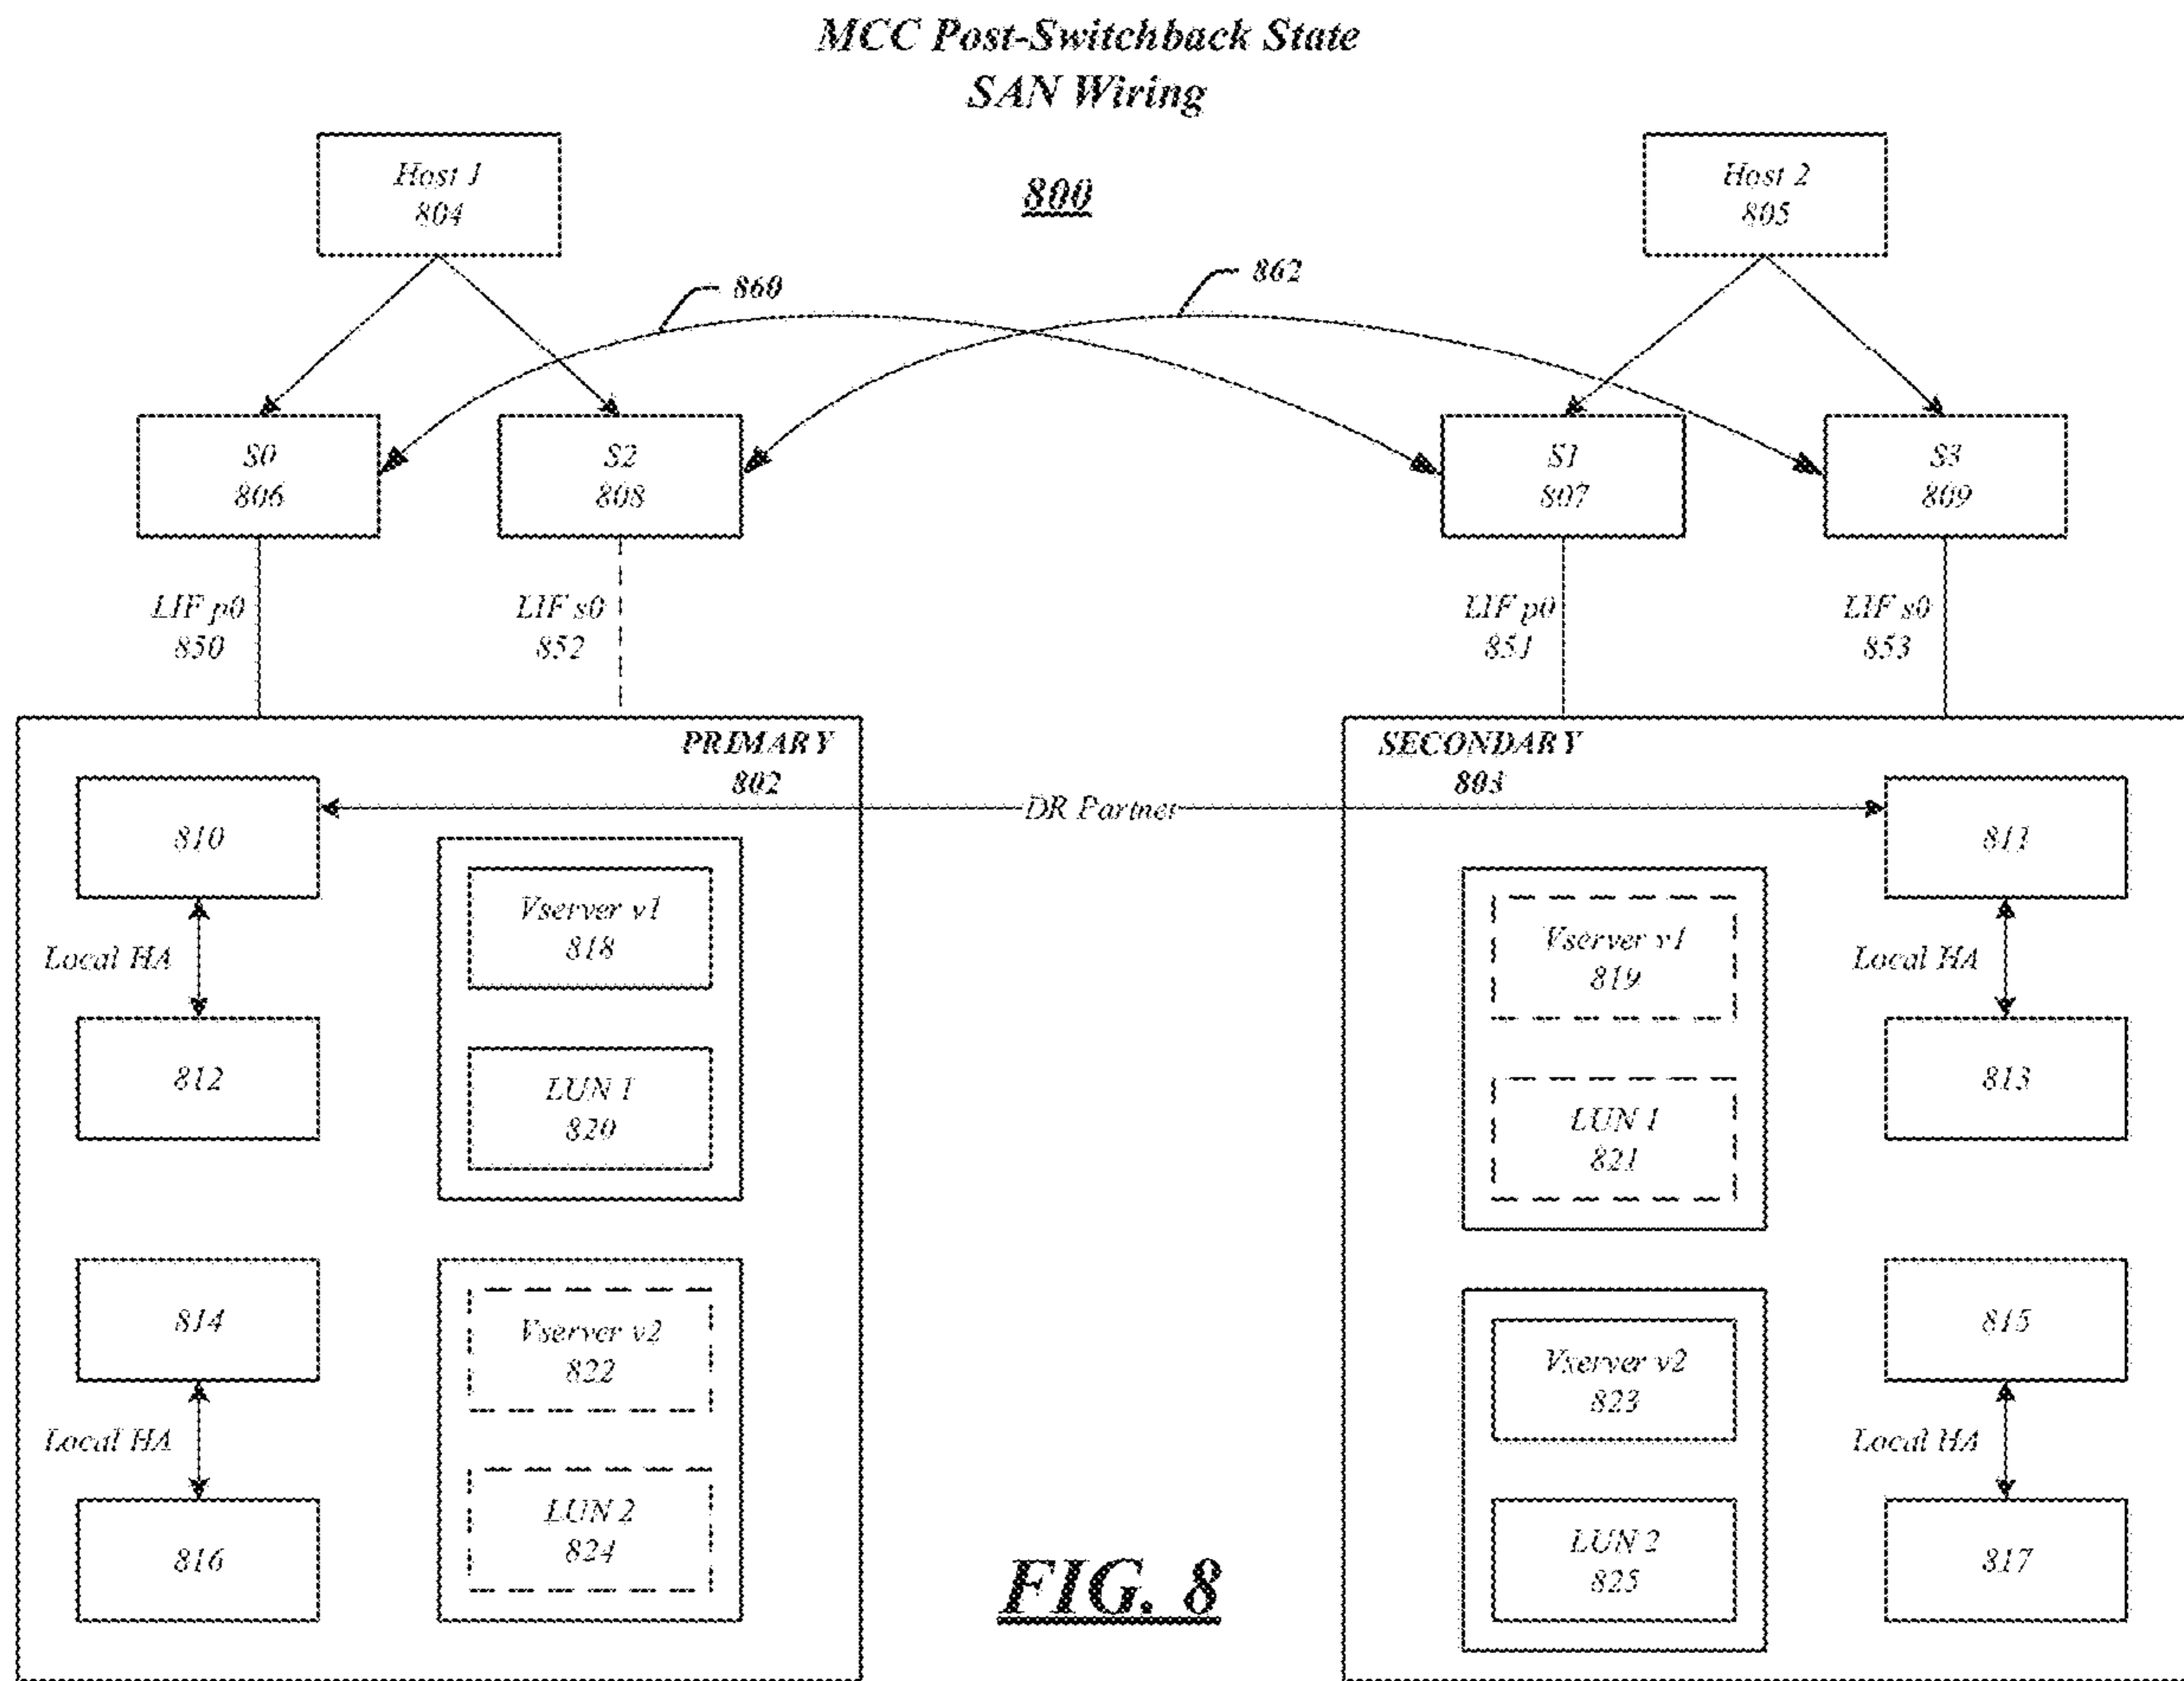 MCC Post-Switchback State
SAN Wiring
Host 1
804
800
Host 2
805
860
862
S0
806
S2
808
S1
807
S3
809
LIF p0
850
LIF s0
852
LIF p0
851
LIF s0
853
PRIMARY
802
SECONDARY
803
DR Partner
810
811
Vserver v1
818
Vserver v1
819
Local HA
Local HA
812
813
LUN 1
820
LUN 1
821
814
815
Vserver v2
822
Vserver v2
823
Local HA
Local HA
816
817
LUN 2
824
LUN 2
825
FIG. 8